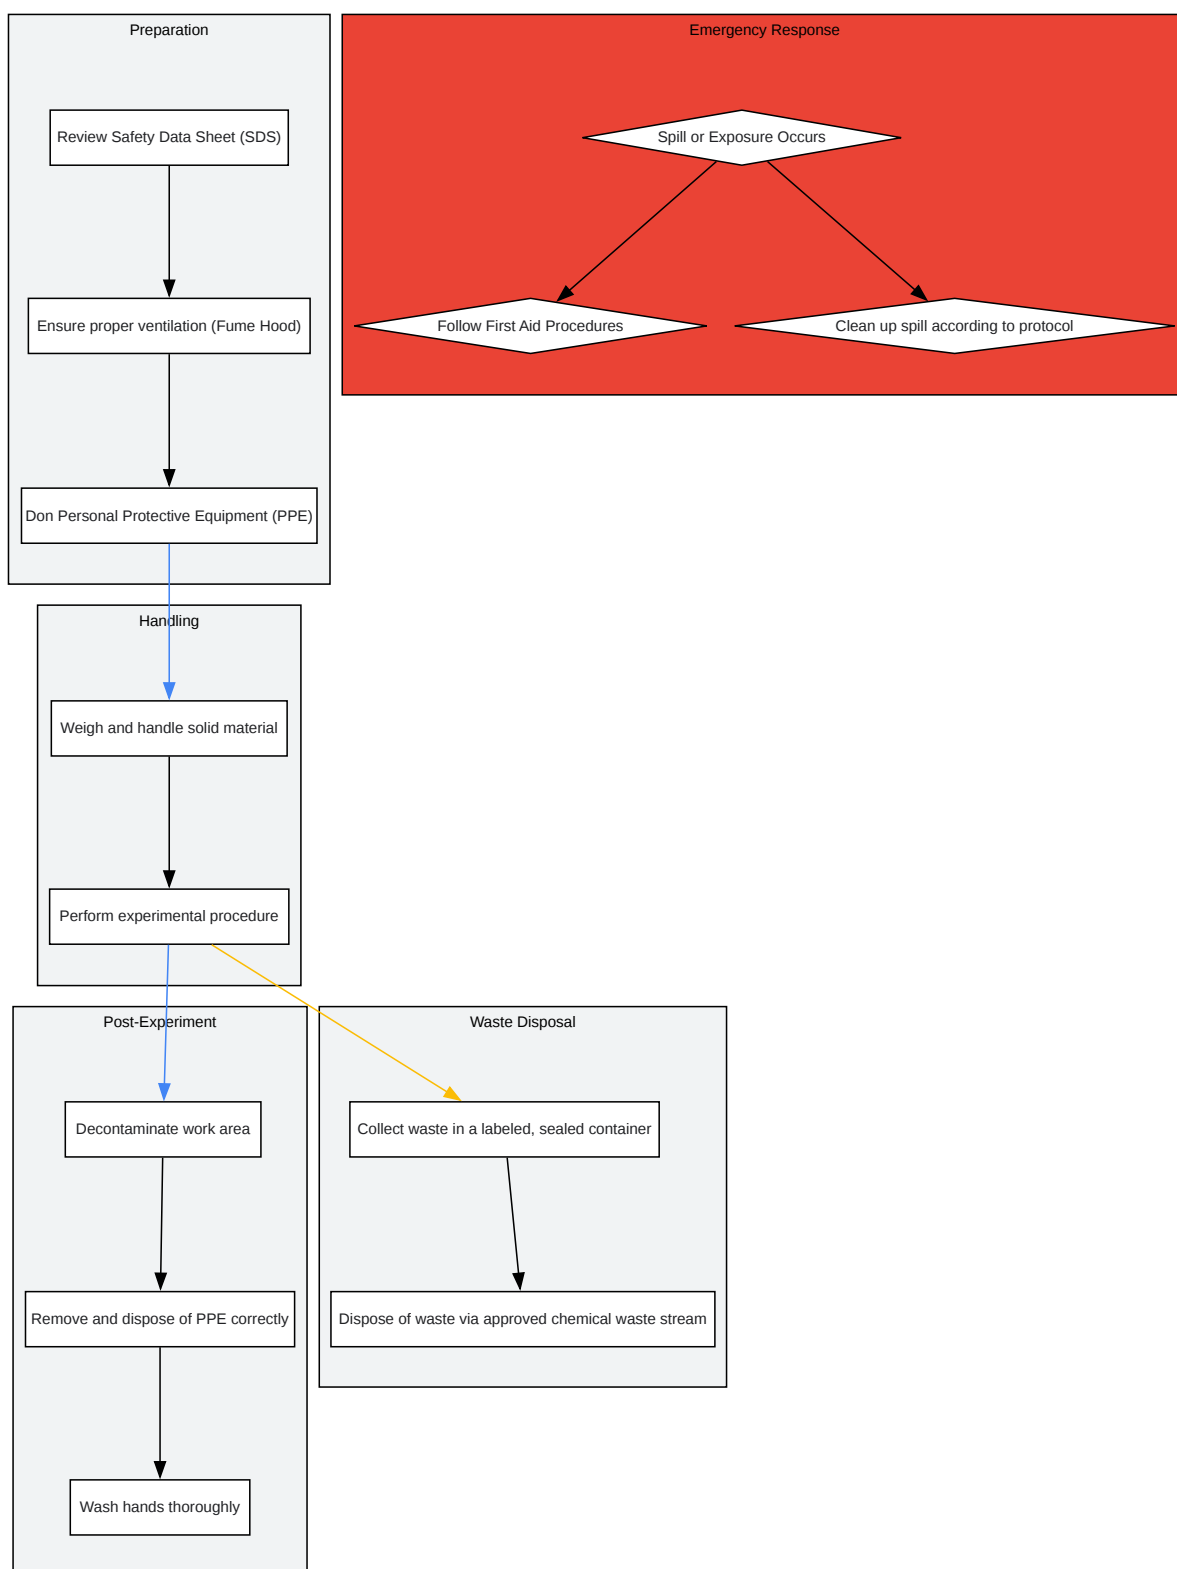 Preparation
Review Safety Data Sheet (SDS)
Ensure proper ventilation (Fume Hood)
Don Personal Protective Equipment (PPE)
Emergency Response
Spill or Exposure Occurs
Follow First Aid Procedures
Clean up spill according to protocol
Handling
Weigh and handle solid material
Perform experimental procedure
Post-Experiment
Decontaminate work area
Remove and dispose of PPE correctly
Wash hands thoroughly
Waste Disposal
Collect waste in a labeled, sealed container
Dispose of waste via approved chemical waste stream